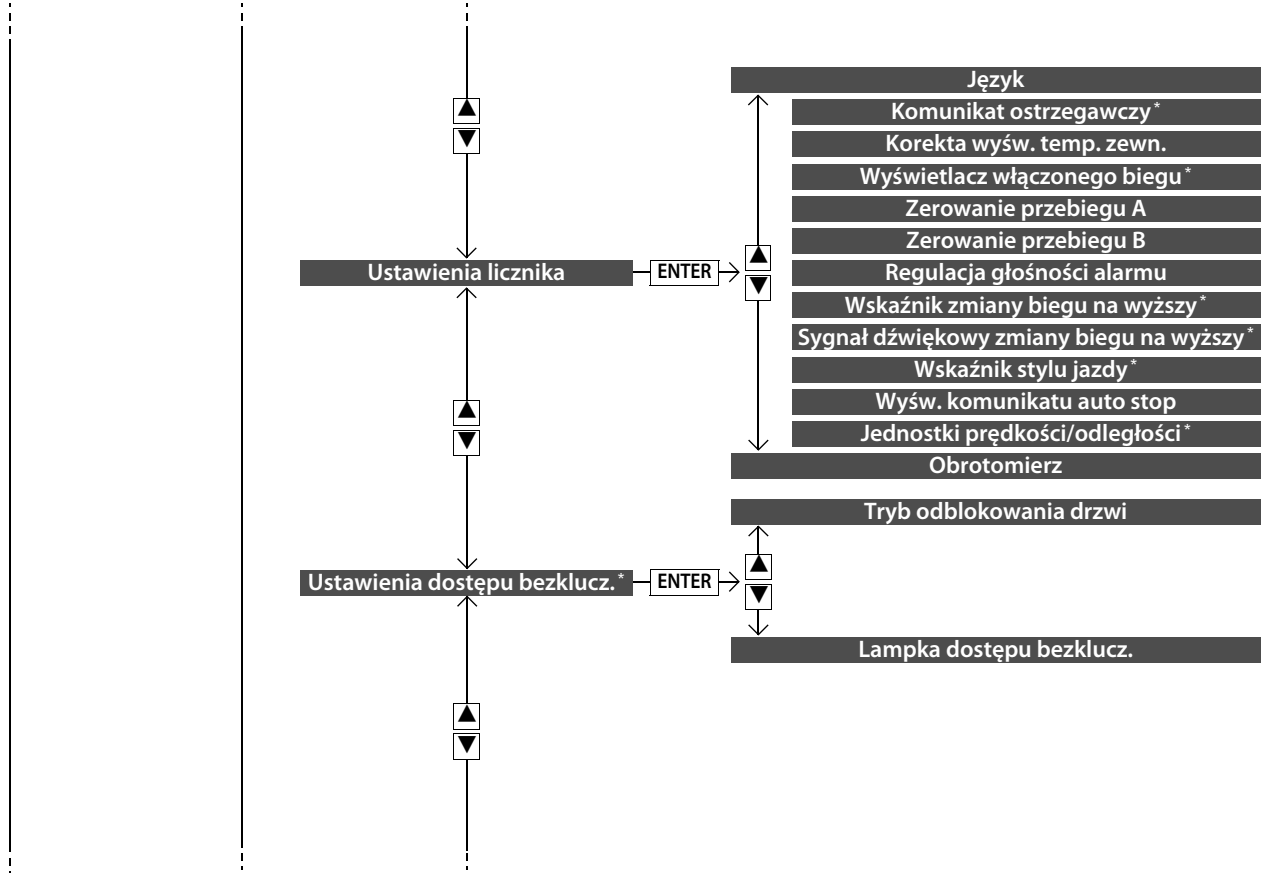 Język
Komunikat ostrzegawczy*
Korekta wyśw. temp. zewn.
Wyświetlacz włączonego biegu*
Zerowanie przebiegu A
Zerowanie przebiegu B
Ustawienia licznika
ENTER
Regulacja głośności alarmu
Wskaźnik zmiany biegu na wyższy*
Sygnał dźwiękowy zmiany biegu na wyższy*
Wskaźnik stylu jazdy*
Wyśw. komunikatu auto stop
Jednostki prędkości/odległości*
Obrotomierz
Tryb odblokowania drzwi
Ustawienia dostępu bezklucz.*
ENTER
Lampka dostępu bezklucz.